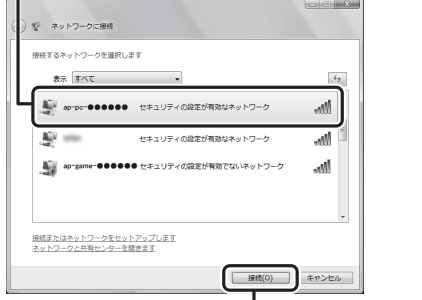 ネットワークに接続
接続するネットワークを選択します
表示 すべて
ap-pc-●●●●●● セキュリティの設定が有効なネットワーク
セキュリティの設定が有効なネットワーク
ap-game-●●●●●● セキュリティの設定が有効でないネットワーク
接続またはネットワークをセットアップします
ネットワークと共有センターを開きます
接続(O) キャンセル